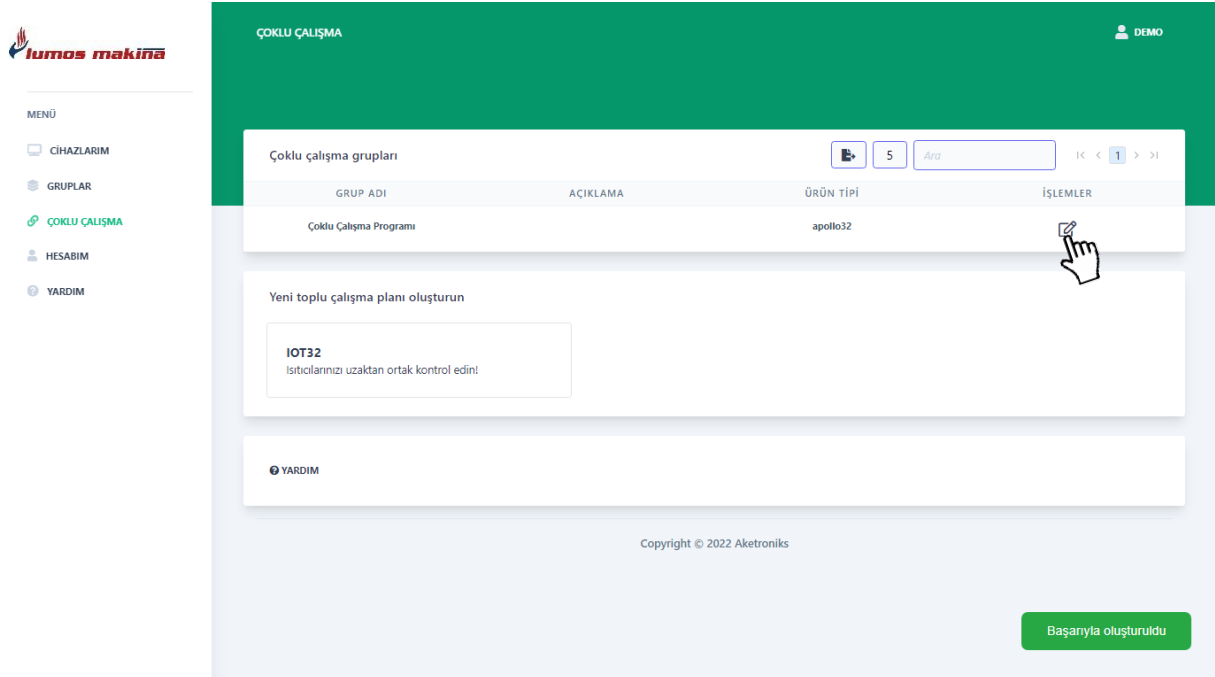 lumos makina
ÇOKLU ÇALIŞMA
DEMO
MENÜ
CİHAZLARIM
GRUPLAR
ÇOKLU ÇALIŞMA
HESABIM
YARDIM
Çoklu çalışma grupları
5
Ara
1
GRUP ADI AÇIKLAMA ÜRÜN TİPİ İŞLEMLER
Çoklu Çalışma Programı apollo32
Yeni toplu çalışma planı oluşturun
IOT32
Isıtıcılarınızı uzaktan ortak kontrol edin!
YARDIM
Copyright © 2022 Aketroniks
Başarıyla oluşturuldu